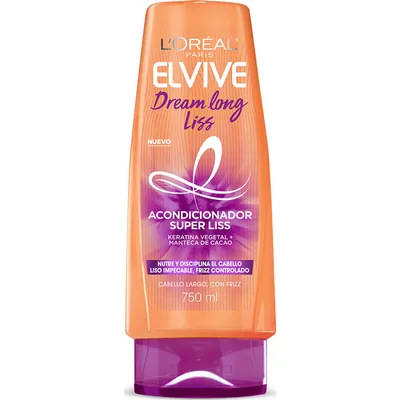 L'ORÉAL
PARIS
ELVIVE
Dream long
Liss
NUEVO
ACONDICIONADOR
SUPER LISS
KERATINA VEGETAL +
MANTECA DE CACAO
NUTRE Y DISCIPLINA EL CABELLO
LISO IMPECABLE, FRIZZ CONTROLADO
CABELLO LARGO, CON FRIZZ
750 ml